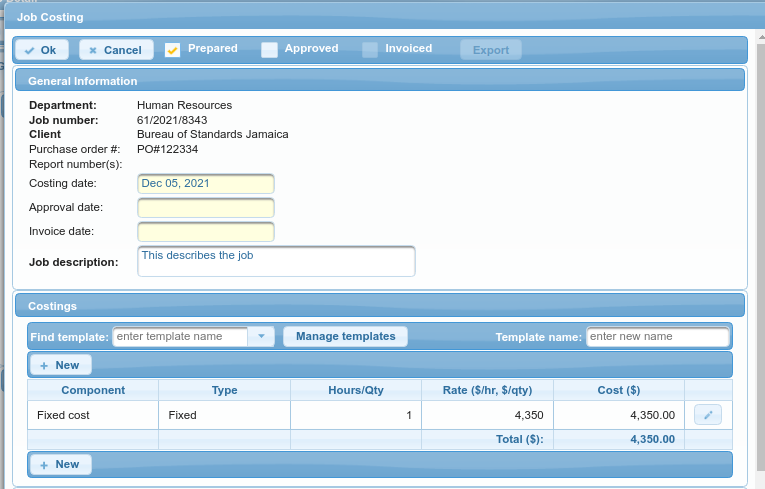 Job Costing
Ok Cancel Prepared Approved Invoiced Export
General Information
Department: Human Resources
Job number: 61/2021/8343
Client Bureau of Standards Jamaica
Purchase order #: PO#122334
Report number(s):
Costing date: Dec 05, 2021
Approval date:
Invoice date:
Job description: This describes the job
Costings
Find template: enter template name Manage templates Template name: enter new name
+ New
Component Type Hours/Qty Rate ($/hr, $/qty) Cost ($)
Fixed cost Fixed 1 4,350 4,350.00
Total ($): 4,350.00
+ New